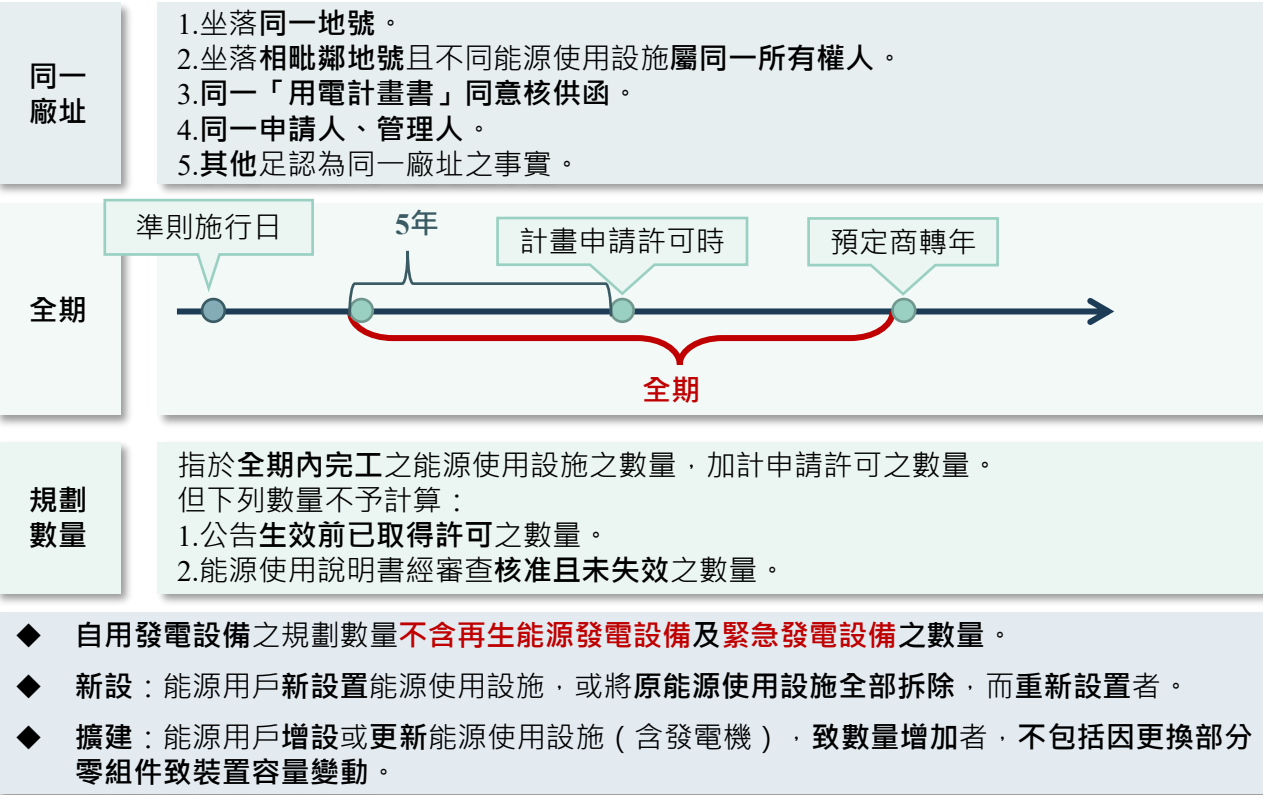 同一
廠址
1.坐落同一地號。
2.坐落相毗鄰地號且不同能源使用設施屬同一所有權人。
3.同一「用電計畫書」同意核供函。
4.同一申請人、管理人。
5.其他足認為同一廠址之事實。
全期
準則施行日
5年
計畫申請許可時
預定商轉年
全期
規劃
數量
指於全期內完工之能源使用設施之數量，加計申請許可之數量。
但下列數量不予計算：
1.公告生效前已取得許可之數量。
2.能源使用說明書經審查核准且未失效之數量。
◆ 自用發電設備之規劃數量不含再生能源發電設備及緊急發電設備之數量。
◆ 新設：能源用戶新設置能源使用設施，或將原能源使用設施全部拆除，而重新設置者。
◆ 擴建：能源用戶增設或更新能源使用設施（含發電機），致數量增加者，不包括因更換部分
零組件致裝置容量變動。